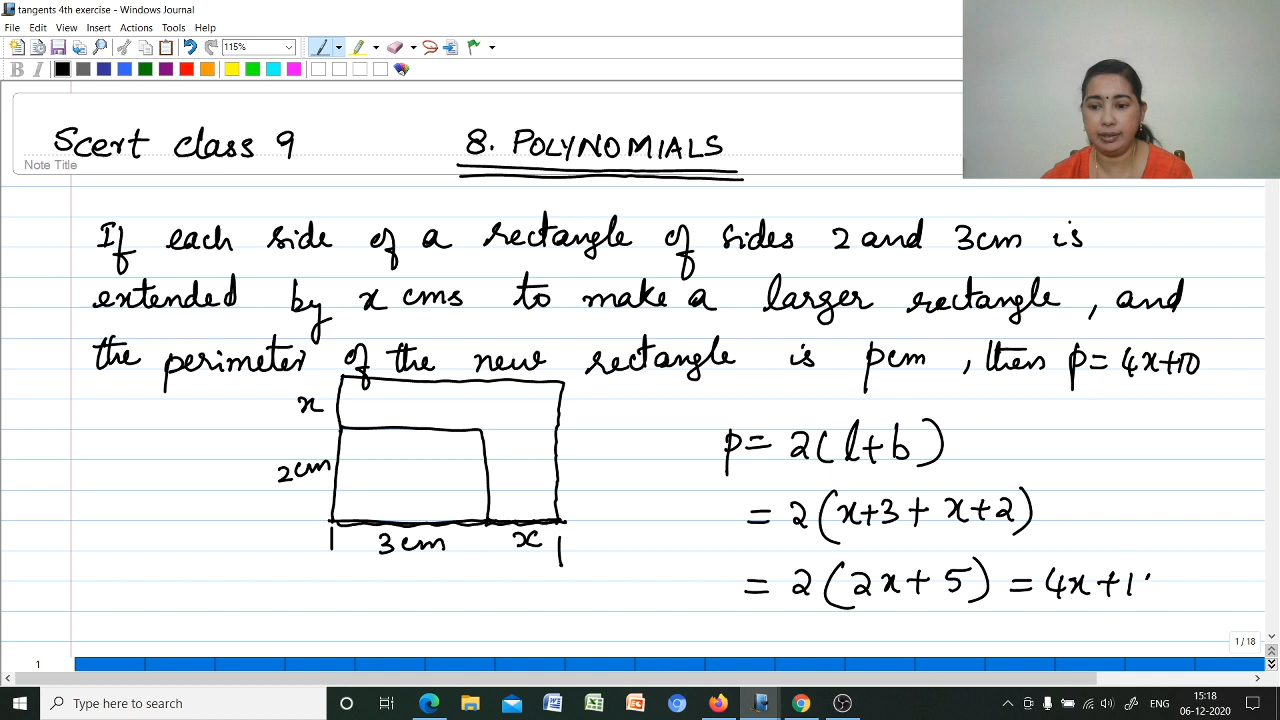 tangents 4th exercise - Windows Journal
File Edit View Insert Actions Tools Help
115%
B I
Scert class 9 8. POLYNOMIALS
Note Title
If each side of a rectangle of sides 2 and 3cm is
extended by x cms to make a larger rectangle, and
the perimeter of the new rectangle is pcm, then p = 4x+10
x
2cm
3cm x
p = 2(l+b)
= 2(x+3+x+2)
= 2(2x+5) = 4x+1
1 / 18
1
Type here to search
ENG
15:18
06-12-2020